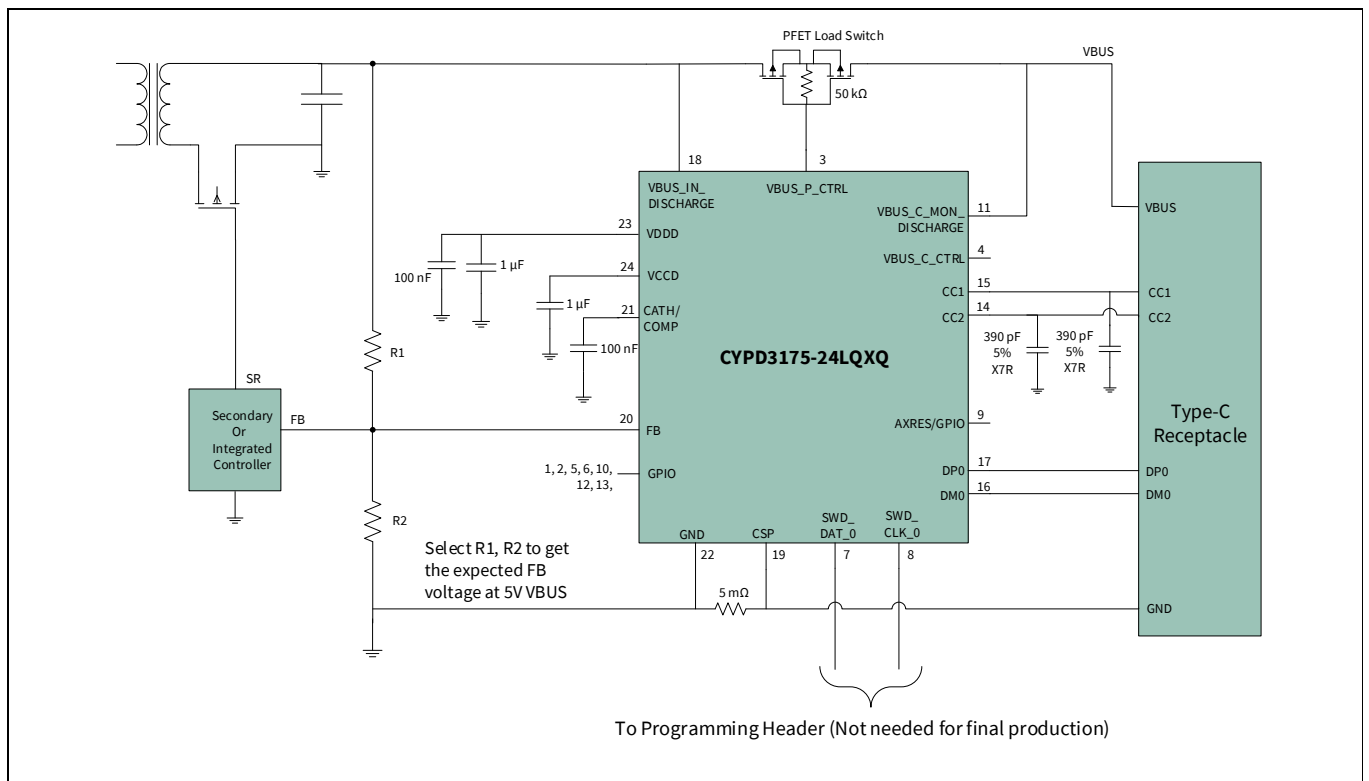 PFET Load Switch
VBUS
50 kΩ
18
3
VBUS_IN_
DISCHARGE
VBUS_P_CTRL
VBUS_C_MON_
DISCHARGE
11
23
VDDD
VBUS_C_CTRL
4
100 nF
1 µF
24
VCCD
1 µF
21
CATH/
COMP
100 nF
CC1
15
CC2
14
390 pF
5%
X7R
390 pF
5%
X7R
VBUS
CC1
CC2
CYPD3175-24LQXQ
R1
SR
Secondary
Or
Integrated
Controller
FB
20
FB
AXRES/GPIO
9
Type-C
Receptacle
1, 2, 5, 6, 10,
12, 13,
GPIO
DP0
17
DP0
DM0
16
DM0
R2
GND
CSP
SWD_
DAT_0
SWD_
CLK_0
22
19
7
8
Select R1, R2 to get
the expected FB
voltage at 5V VBUS
5 mΩ
GND
To Programming Header (Not needed for final production)